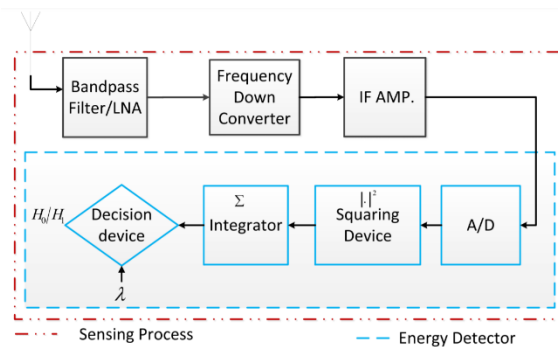 Bandpass
Filter/LNA
Frequency
Down
Converter
IF AMP.
H₀/H₁
Decision
device
λ
Σ
Integrator
|.|²
Squaring
Device
A/D
Sensing Process
Energy Detector